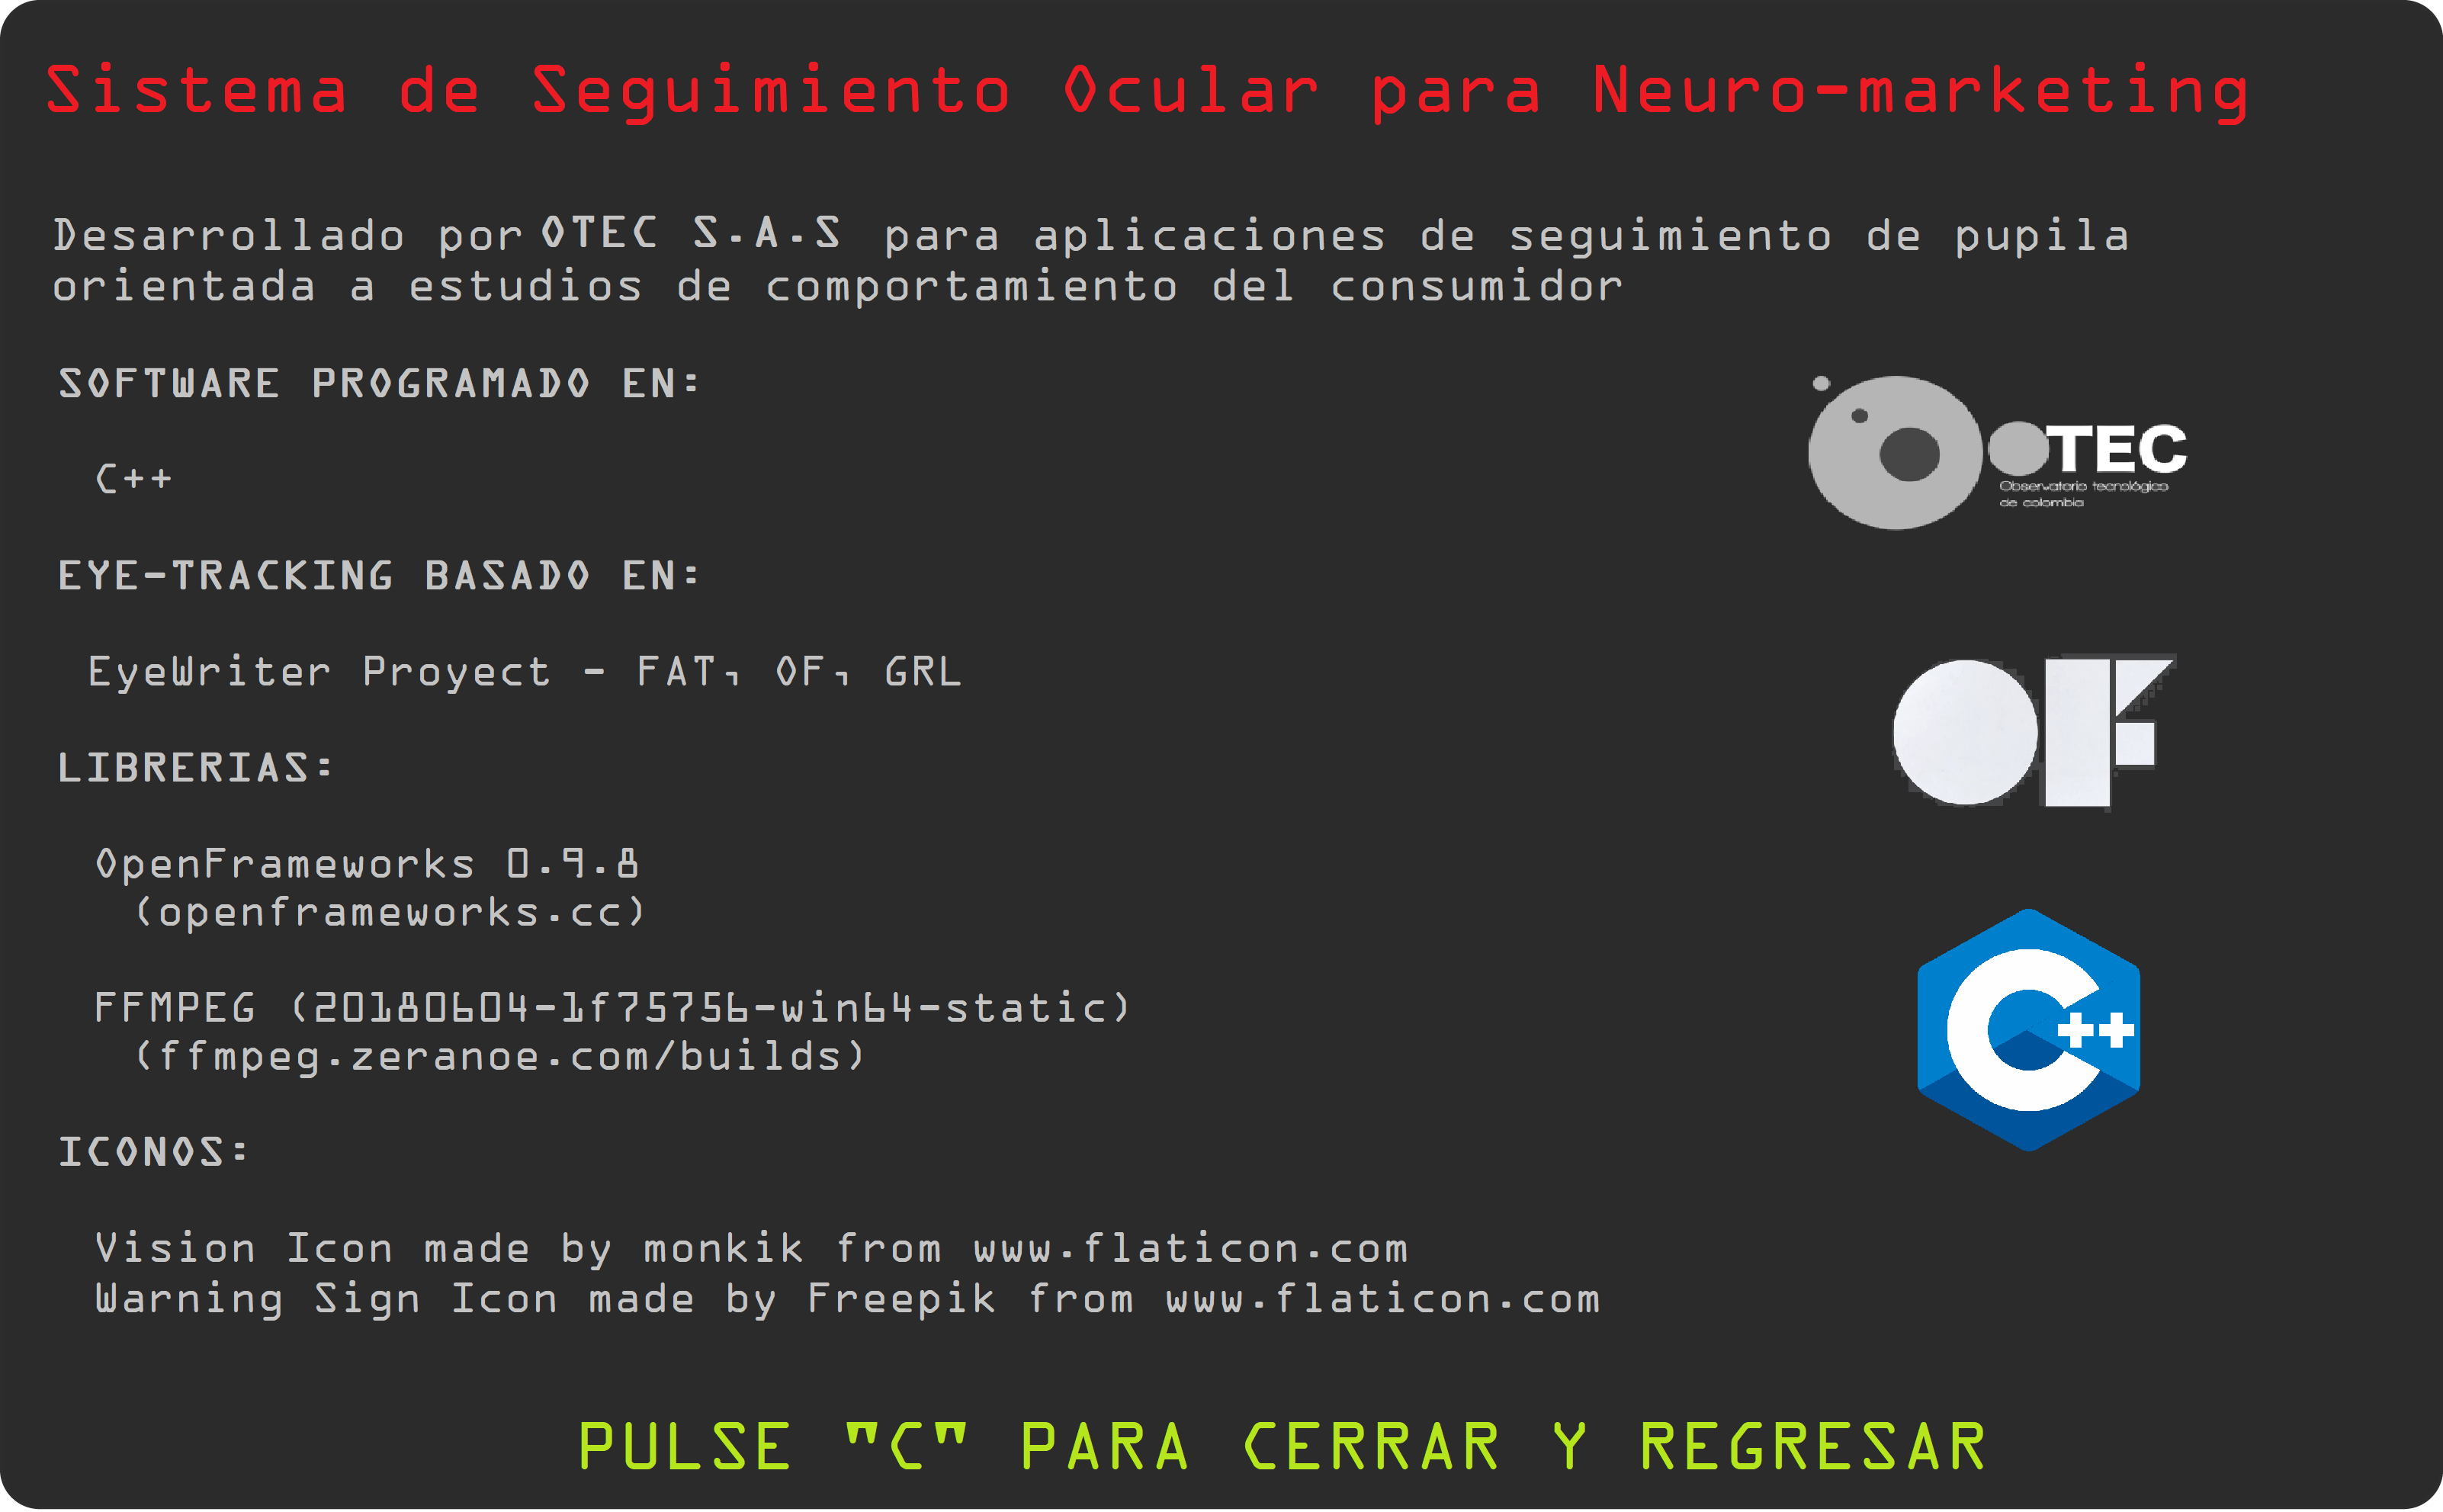 Sistema de Seguimiento Ocular para Neuro-marketing
Desarrollado por OTEC S.A.S para aplicaciones de seguimiento de pupila
orientada a estudios de comportamiento del consumidor
SOFTWARE PROGRAMADO EN:
C++
EYE-TRACKING BASADO EN:
EyeWriter Proyect - FAT, OF, GRL
LIBRERIAS:
OpenFrameworks 0.9.8
(openframeworks.cc)
FFMPEG (20180604-1f75756-win64-static)
(ffmpeg.zeranoe.com/builds)
ICONOS:
Vision Icon made by monkik from www.flaticon.com
Warning Sign Icon made by Freepik from www.flaticon.com
OTEC
Observatorio tecnológico
de colombia
OF
C++
PULSE "C" PARA CERRAR Y REGRESAR